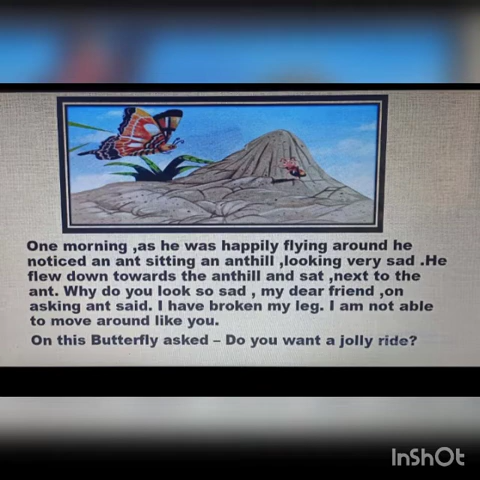 One morning ,as he was happily flying around he
noticed an ant sitting an anthill ,looking very sad .He
flew down towards the anthill and sat ,next to the
ant. Why do you look so sad , my dear friend ,on
asking ant said. I have broken my leg. I am not able
to move around like you.
On this Butterfly asked – Do you want a jolly ride?
InShOt